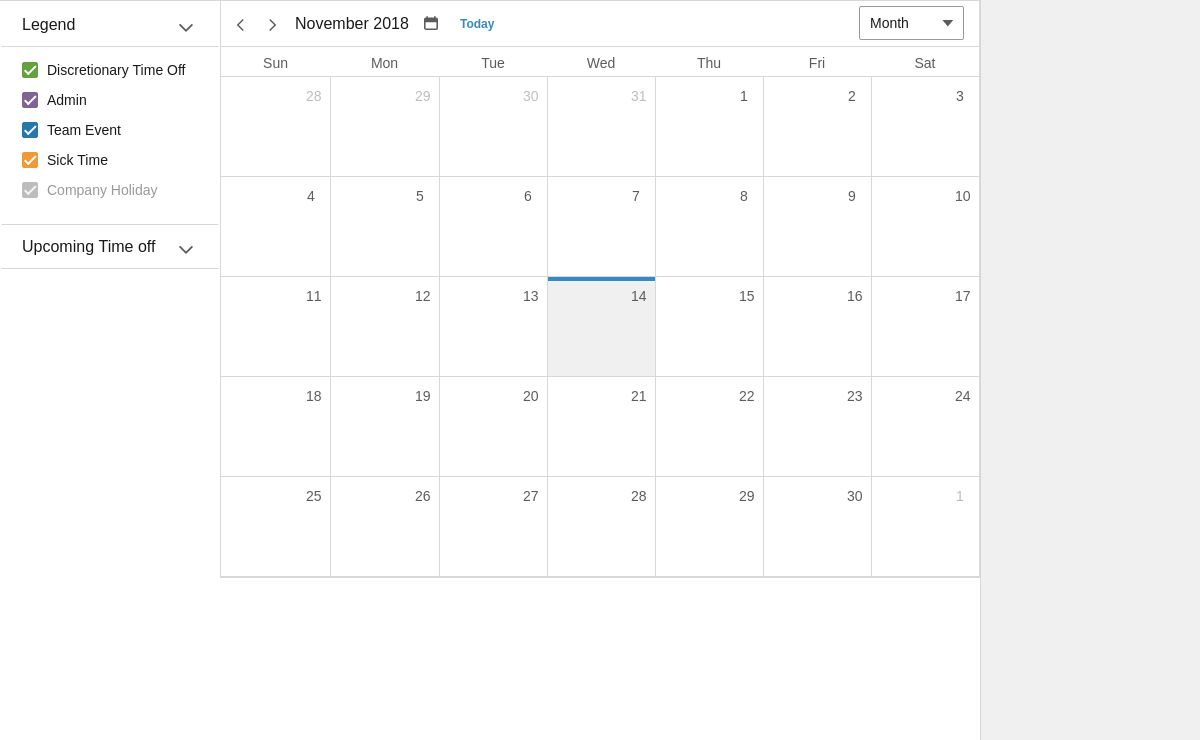 Legend
Discretionary Time Off
Admin
Team Event
Sick Time
Company Holiday
Upcoming Time off
November 2018 Today Month
Sun Mon Tue Wed Thu Fri Sat
28 29 30 31 1 2 3
4 5 6 7 8 9 10
11 12 13 14 15 16 17
18 19 20 21 22 23 24
25 26 27 28 29 30 1